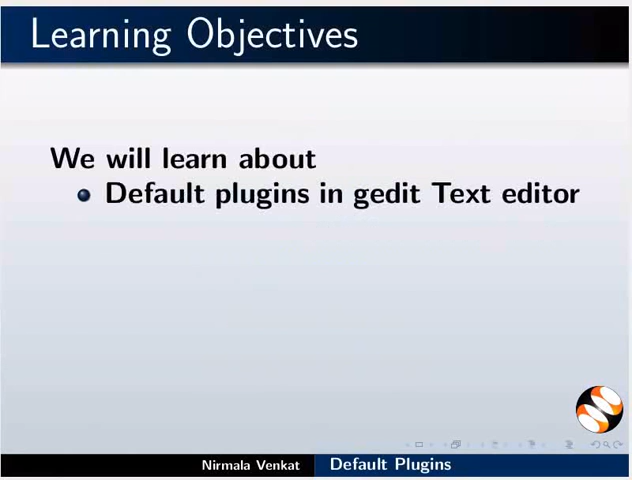 Learning Objectives
We will learn about
Default plugins in gedit Text editor
Nirmala Venkat Default Plugins